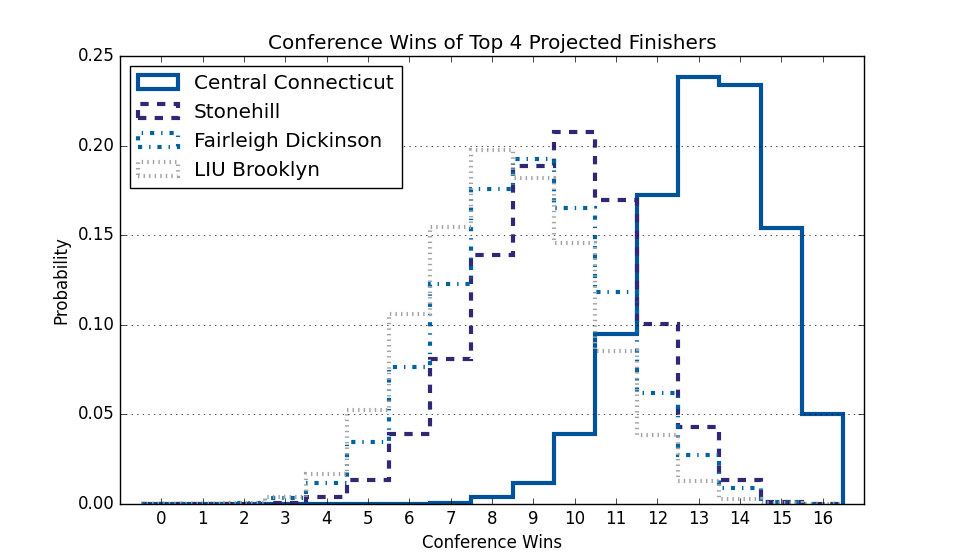 Conference Wins of Top 4 Projected Finishers
0.25
0.20
0.15
0.10
0.05
0.00
Probability
Central Connecticut
Stonehill
Fairleigh Dickinson
LIU Brooklyn
0 1 2 3 4 5 6 7 8 9 10 11 12 13 14 15 16
Conference Wins